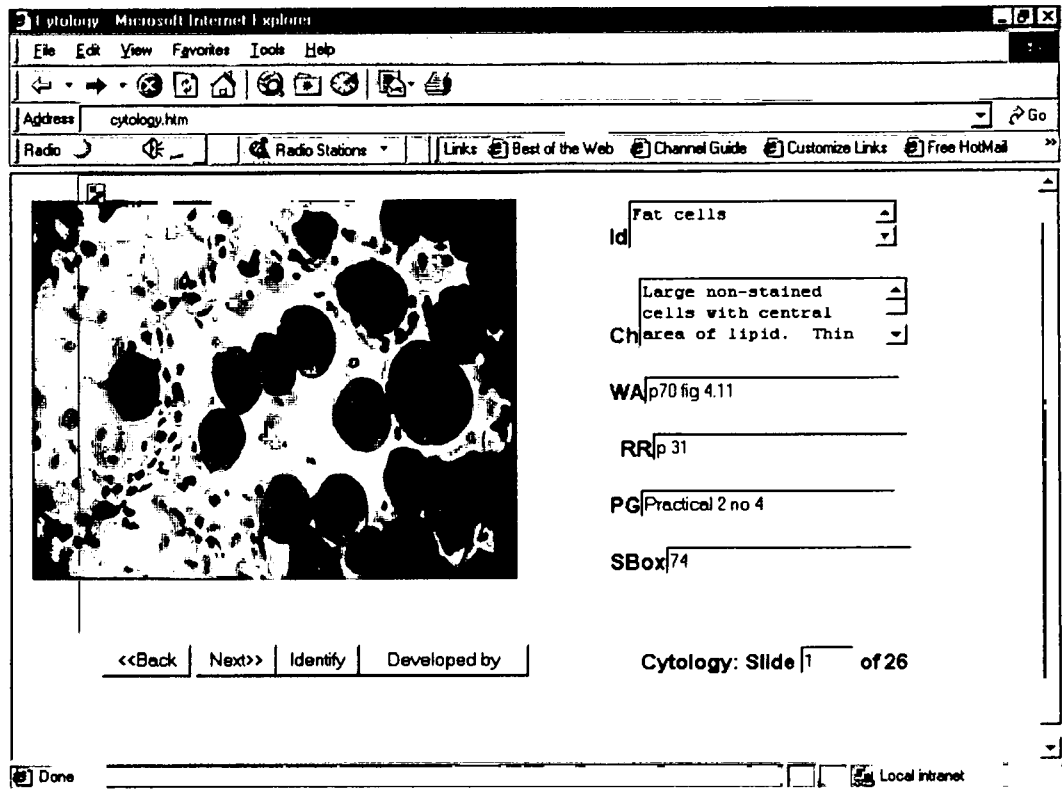 Cytology - Microsoft Internet Explorer
File Edit View Favorites Tools Help
Address cytology.htm Go
Radio Radio Stations Links Best of the Web Channel Guide Customize Links Free HotMail »
Id Fat cells
Ch Large non-stained
cells with central
area of lipid. Thin
WA p70 fig 4.11
RR p 31
PG Practical 2 no 4
SBox 74
<<Back Next>> Identify Developed by
Cytology: Slide 1 of 26
Done Local intranet